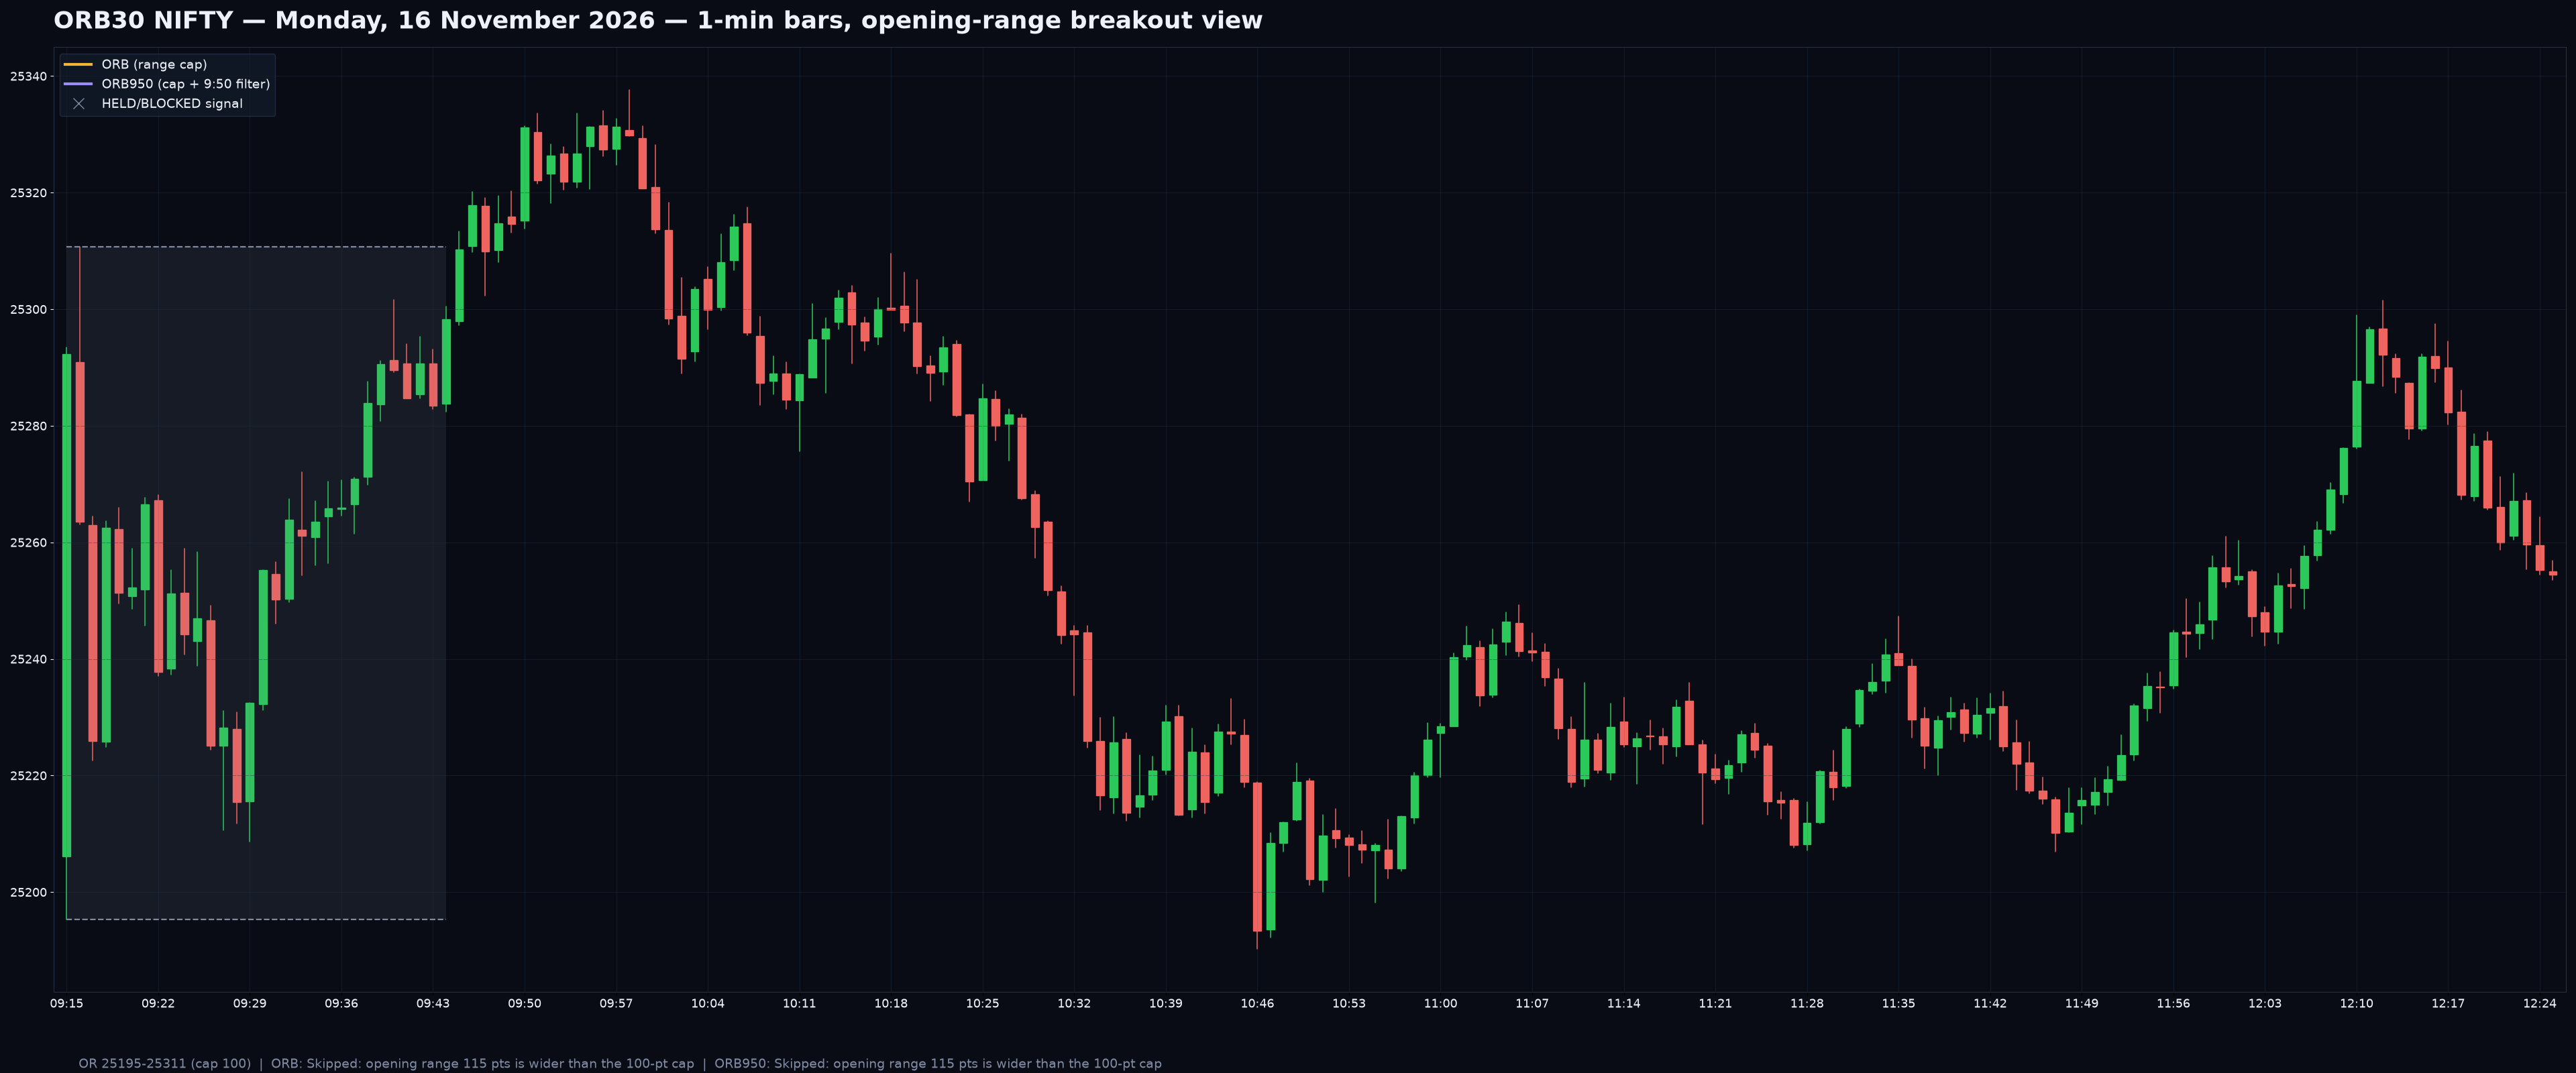 ORB30 NIFTY — Monday, 16 November 2026 — 1-min bars, opening-range breakout view
ORB (range cap)
ORB950 (cap + 9:50 filter)
HELD/BLOCKED signal
25340
25320
25300
25280
25260
25240
25220
25200
09:15 09:22 09:29 09:36 09:43 09:50 09:57 10:04 10:11 10:18 10:25 10:32 10:39 10:46 10:53 11:00 11:07 11:14 11:21 11:28 11:35 11:42 11:49 11:56 12:03 12:10 12:17 12:24
OR 25195-25311 (cap 100) | ORB: Skipped: opening range 115 pts is wider than the 100-pt cap | ORB950: Skipped: opening range 115 pts is wider than the 100-pt cap